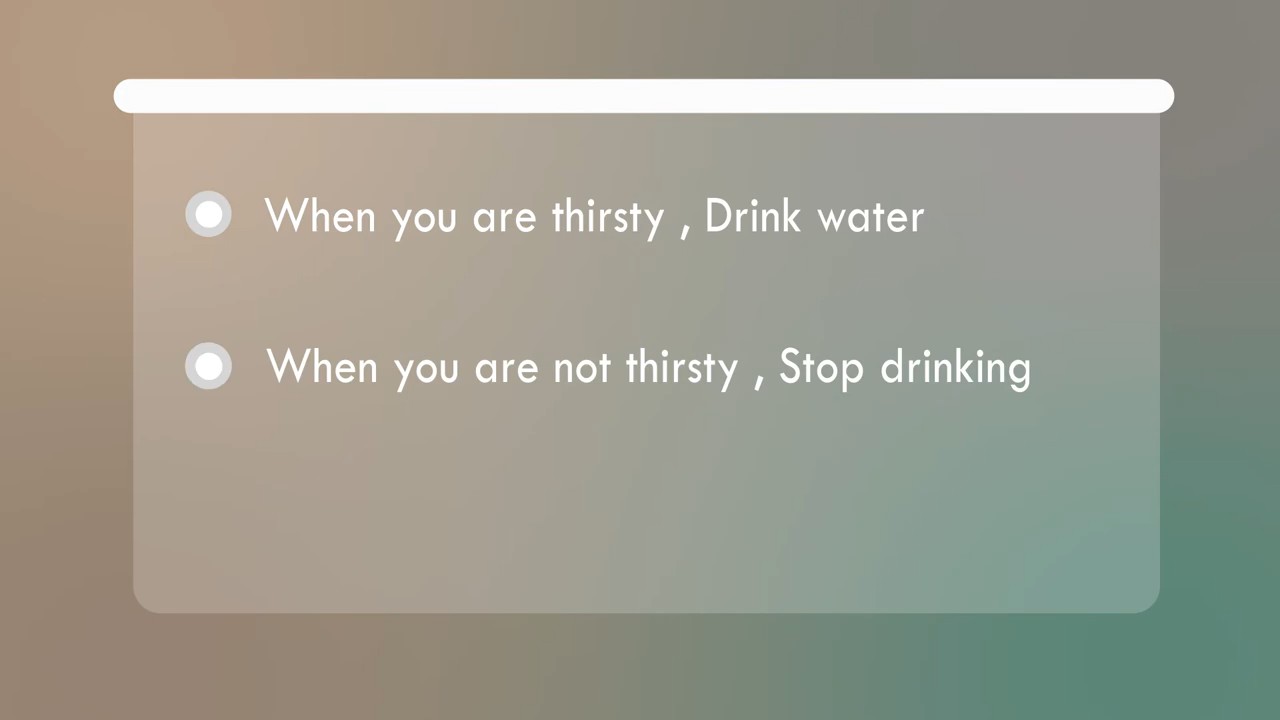 When you are thirsty , Drink water
When you are not thirsty , Stop drinking